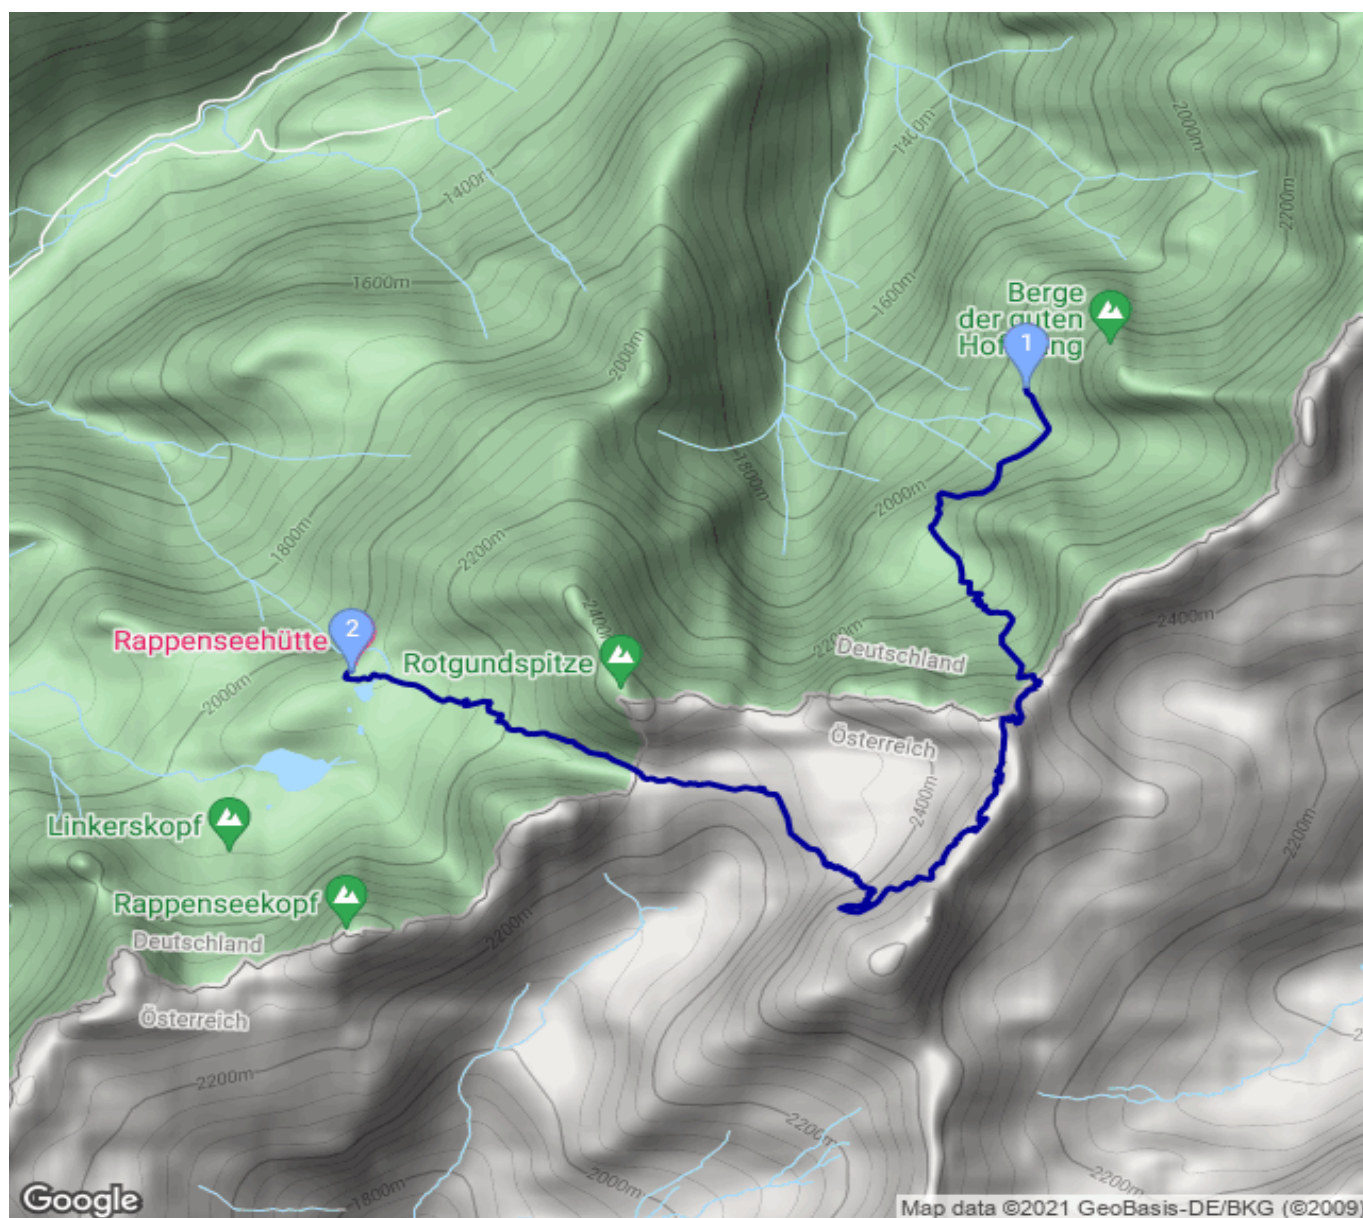 2000m
1400m
2200m
1400m
1600m
1600m
Berge
der guten
1
2000m
1800m
2000m
1800m
2200m
2400m
2400m
2
Rappenseehütte
Rotgundspitze
2200m
Deutschland
2000m
Österreich
2400m
Linkerskopf
2200m
Rappenseekopf
Deutschland
2200m
Österreich
2200m
2200m
2000m
1800m
2200m
Google
Map data ©2021 GeoBasis-DE/BKG (©2009)